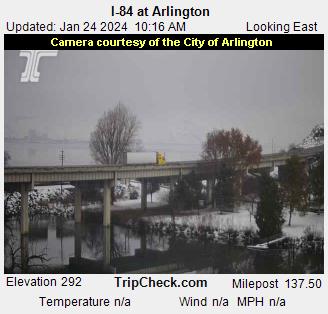 I-84 at Arlington
Updated: Jan 24 2024 10:16 AM Looking East
Camera courtesy of the City of Arlington
Elevation 292 TripCheck.com Milepost 137.50
Temperature n/a Wind n/a MPH n/a